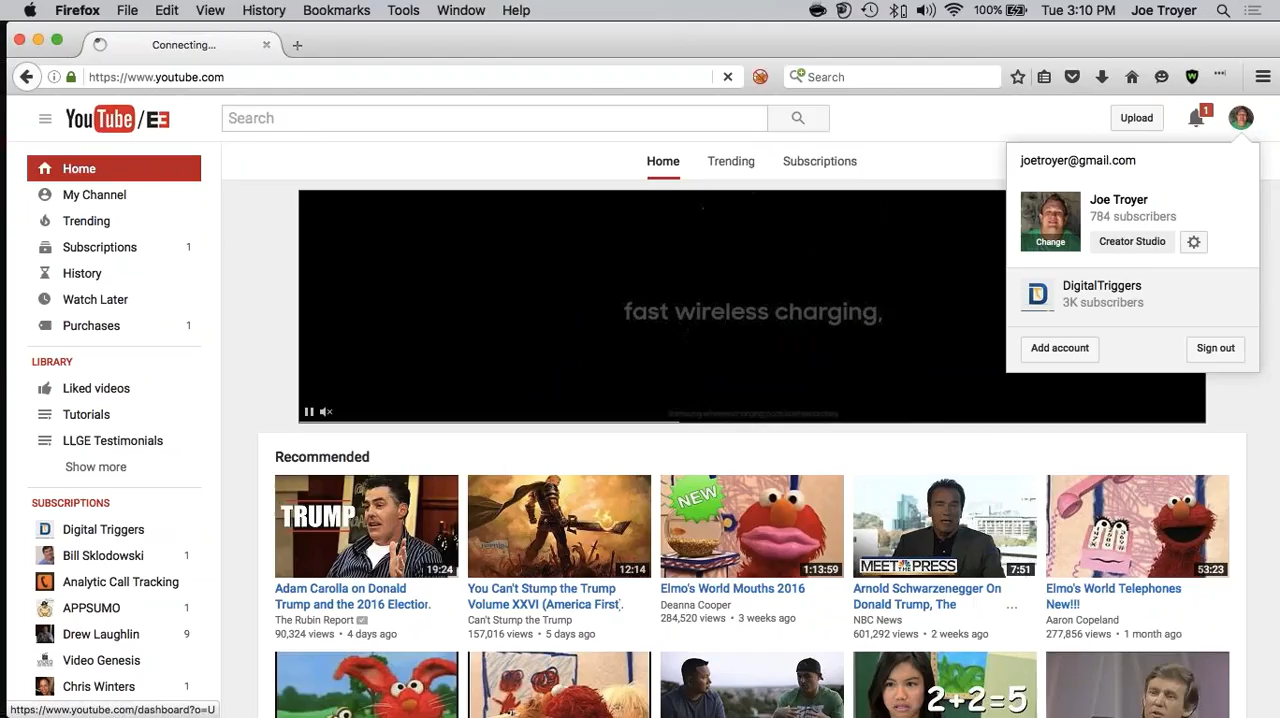 Firefox File Edit View History Bookmarks Tools Window Help 100% Tue 3:10 PM Joe Troyer
Connecting...
https://www.youtube.com
Search
YouTube / E3
Search
Upload
1
Home Trending Subscriptions
Home
My Channel
Trending
Subscriptions 1
History
Watch Later
Purchases 1
LIBRARY
Liked videos
Tutorials
LLGE Testimonials
Show more
SUBSCRIPTIONS
Digital Triggers
Bill Sklodowski 1
Analytic Call Tracking
APPSUMO 1
Drew Laughlin 9
Video Genesis
Chris Winters 1
https://www.youtube.com/dashboard?o=U
joetroyer@gmail.com
Joe Troyer
784 subscribers
Change
Creator Studio
DigitalTriggers
3K subscribers
Add account
Sign out
fast wireless charging,
Recommended
TRUMP
19:24
Adam Carolla on Donald
Trump and the 2016 Election.
The Rubin Report
90,324 views • 4 days ago
12:14
You Can't Stump the Trump
Volume XXVI (America First).
Can't Stump the Trump
157,016 views • 5 days ago
NEW
1:13:59
Elmo's World Mouths 2016
Deanna Cooper
284,520 views • 3 weeks ago
MEET THE PRESS
7:51
Arnold Schwarzenegger On
Donald Trump, The ...
NBC News
601,292 views • 2 weeks ago
53:23
Elmo's World Telephones
New!!!
Aaron Copeland
277,856 views • 1 month ago
2+2=5